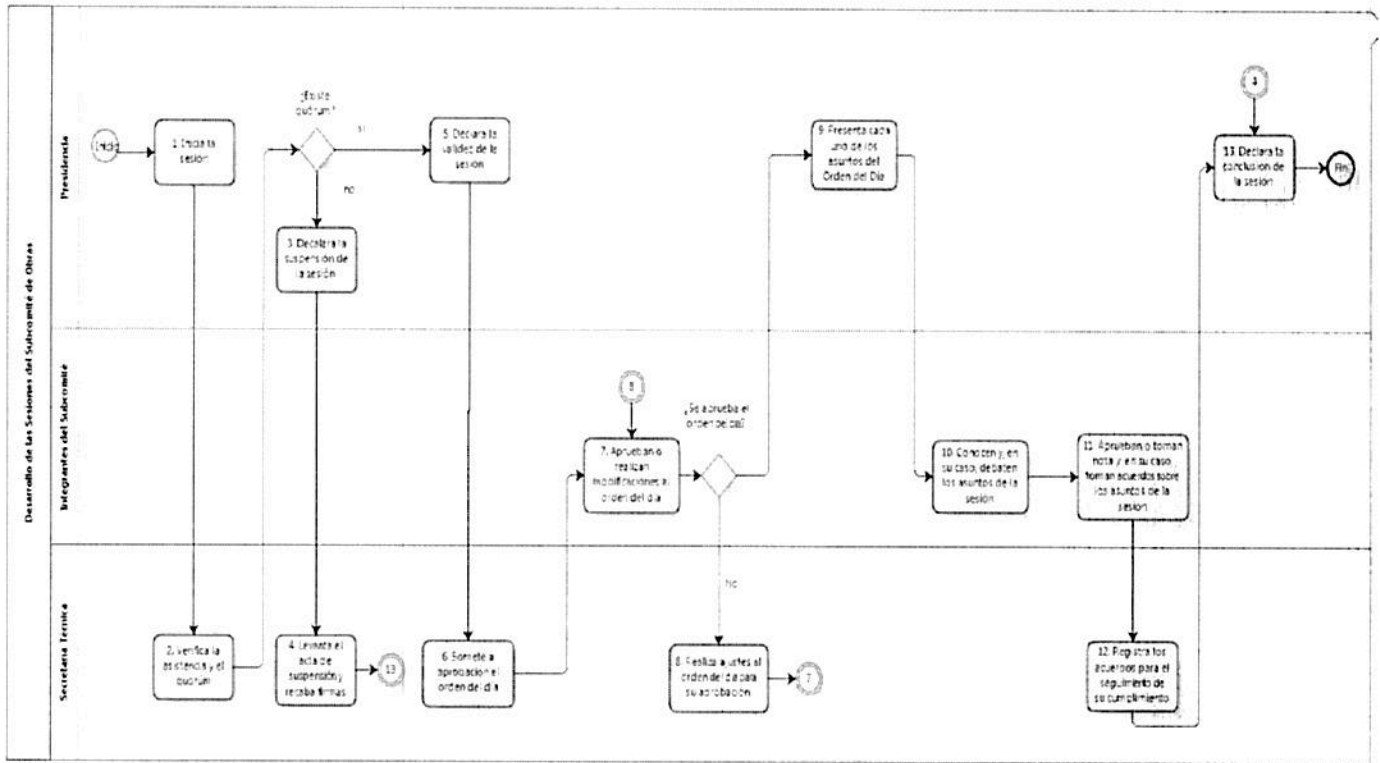 Desarrollo de las Sesiones del Subcomité de Obras
Presidencia
Inicio
1. Inicia la
sesión
¿Existe
quórum?
si
no
3. Decalara la
suspensión de
la sesión
5. Declara la
validez de la
sesión
9. Presenta cada
uno de los
asuntos del
Orden del Día
4
13. Declara la
conclusión de
la sesión
Fin
Integrantes del Subcomité
8
7. Aprueban o
realizan
modificaciones al
orden del día
¿Se aprueba el
orden del día?
10. Conocen y, en
su caso, debaten
los asuntos de la
sesión
11. Aprueban o toman
nota y, en su caso,
toman acuerdos sobre
los asuntos de la
sesión
Secretaría Técnica
2. Verifica la
asistencia y el
quórum
4. Levanta el
acta de
suspensión y
recaba firmas
13
6. Somete a
aprobación el
orden del día
No
8. Realiza ajustes al
orden del día para
su aprobación
7
12. Registra los
acuerdos para el
seguimiento de
su cumplimiento